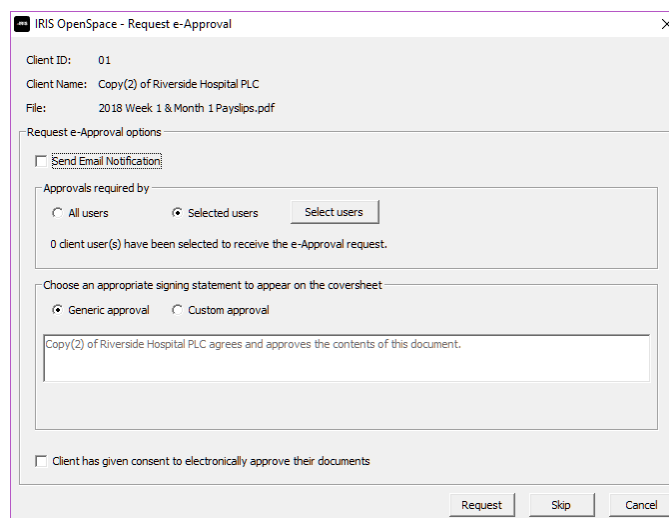 IRIS OpenSpace - Request e-Approval
Client ID: 01
Client Name: Copy(2) of Riverside Hospital PLC
File: 2018 Week 1 & Month 1 Payslips.pdf
Request e-Approval options
Send Email Notification
Approvals required by
All users Selected users Select users
0 client user(s) have been selected to receive the e-Approval request.
Choose an appropriate signing statement to appear on the coversheet
Generic approval Custom approval
Copy(2) of Riverside Hospital PLC agrees and approves the contents of this document.
Client has given consent to electronically approve their documents
Request Skip Cancel